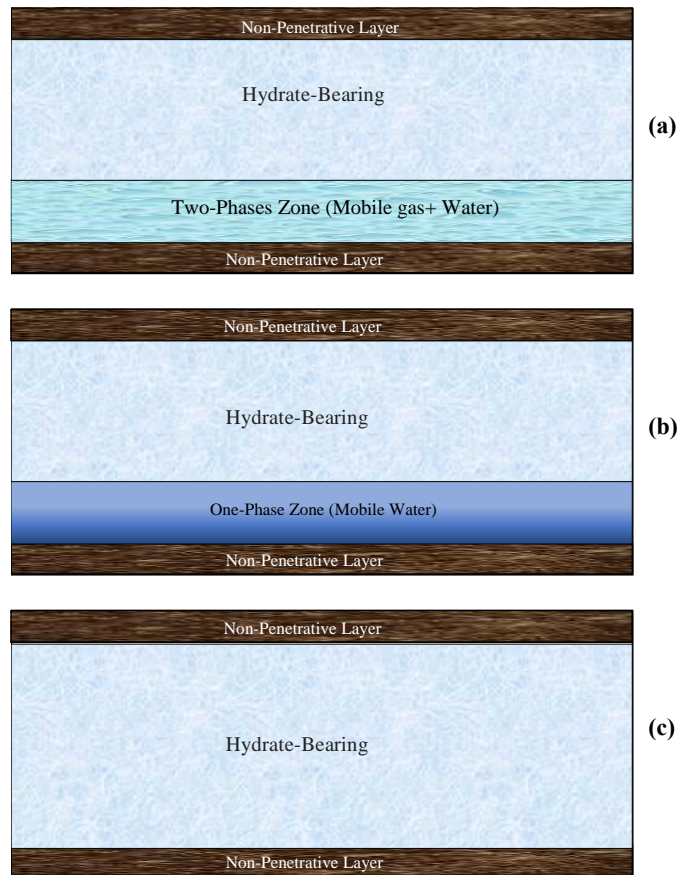 Non-Penetrative Layer
Hydrate-Bearing
(a)
Two-Phases Zone (Mobile gas+ Water)
Non-Penetrative Layer
Non-Penetrative Layer
Hydrate-Bearing
(b)
One-Phase Zone (Mobile Water)
Non-Penetrative Layer
Non-Penetrative Layer
Hydrate-Bearing
(c)
Non-Penetrative Layer